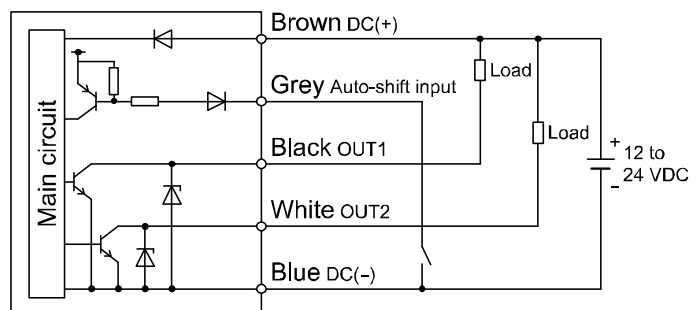 Brown DC(+)
Load
Grey Auto-shift input
Load
Main circuit
Black OUT1
+
12 to
24 VDC
-
White OUT2
Blue DC(−)